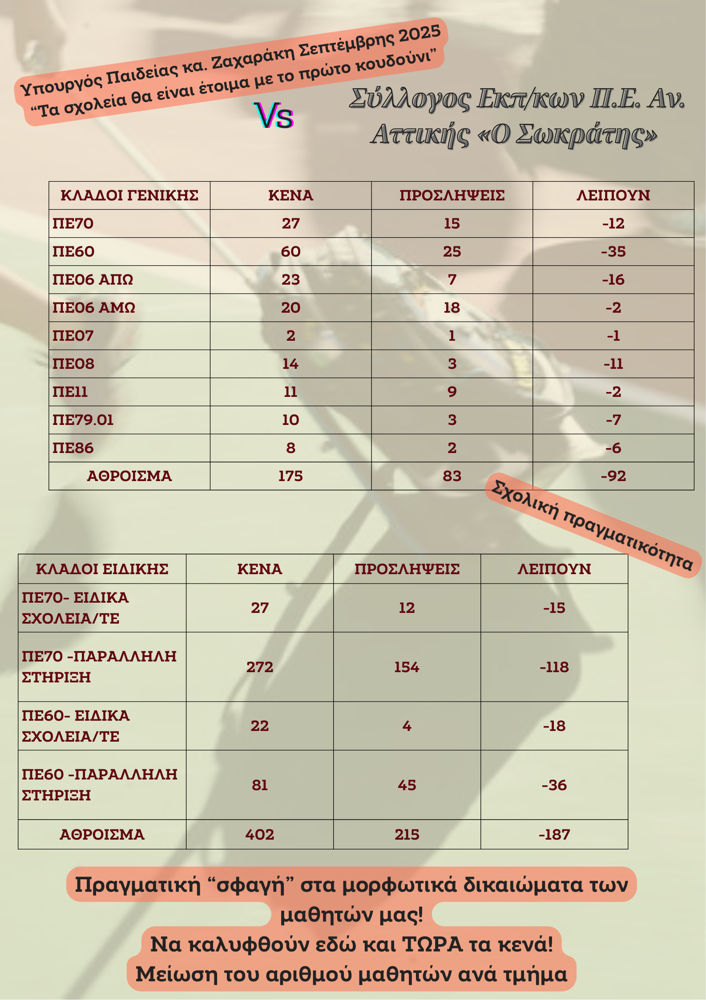 Υπουργός Παιδείας κα. Ζαχαράκη Σεπτέμβρης 2025
“Τα σχολεία θα είναι έτοιμα με το πρώτο κουδούνι”
Vs
Σύλλογος Εκπ/κων Π.Ε. Αν.
Αττικής «Ο Σωκράτης»
ΚΛΑΔΟΙ ΓΕΝΙΚΗΣ ΚΕΝΑ ΠΡΟΣΛΗΨΕΙΣ ΛΕΙΠΟΥΝ
ΠΕ70 27 15 -12
ΠΕ60 60 25 -35
ΠΕ06 ΑΠΩ 23 7 -16
ΠΕ06 ΑΜΩ 20 18 -2
ΠΕ07 2 1 -1
ΠΕ08 14 3 -11
ΠΕ11 11 9 -2
ΠΕ79.01 10 3 -7
ΠΕ86 8 2 -6
ΑΘΡΟΙΣΜΑ 175 83 -92
Σχολική πραγματικότητα
ΚΛΑΔΟΙ ΕΙΔΙΚΗΣ ΚΕΝΑ ΠΡΟΣΛΗΨΕΙΣ ΛΕΙΠΟΥΝ
ΠΕ70- ΕΙΔΙΚΑ
ΣΧΟΛΕΙΑ/ΤΕ 27 12 -15
ΠΕ70 -ΠΑΡΑΛΛΗΛΗ
ΣΤΗΡΙΞΗ 272 154 -118
ΠΕ60- ΕΙΔΙΚΑ
ΣΧΟΛΕΙΑ/ΤΕ 22 4 -18
ΠΕ60 -ΠΑΡΑΛΛΗΛΗ
ΣΤΗΡΙΞΗ 81 45 -36
ΑΘΡΟΙΣΜΑ 402 215 -187
Πραγματική “σφαγή” στα μορφωτικά δικαιώματα των
μαθητών μας!
Να καλυφθούν εδώ και ΤΩΡΑ τα κενά!
Μείωση του αριθμού μαθητών ανά τμήμα